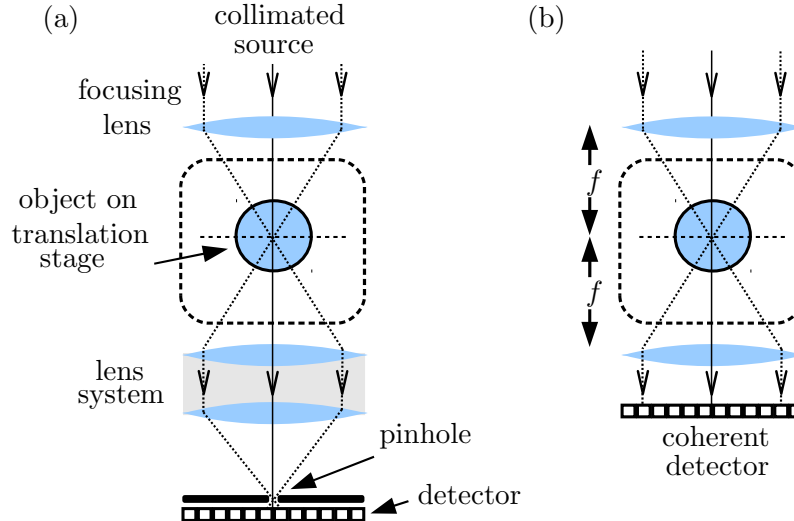 (a)
collimated
source
focusing
lens
object on
translation
stage
lens
system
pinhole
detector
(b)
f
f
coherent
detector